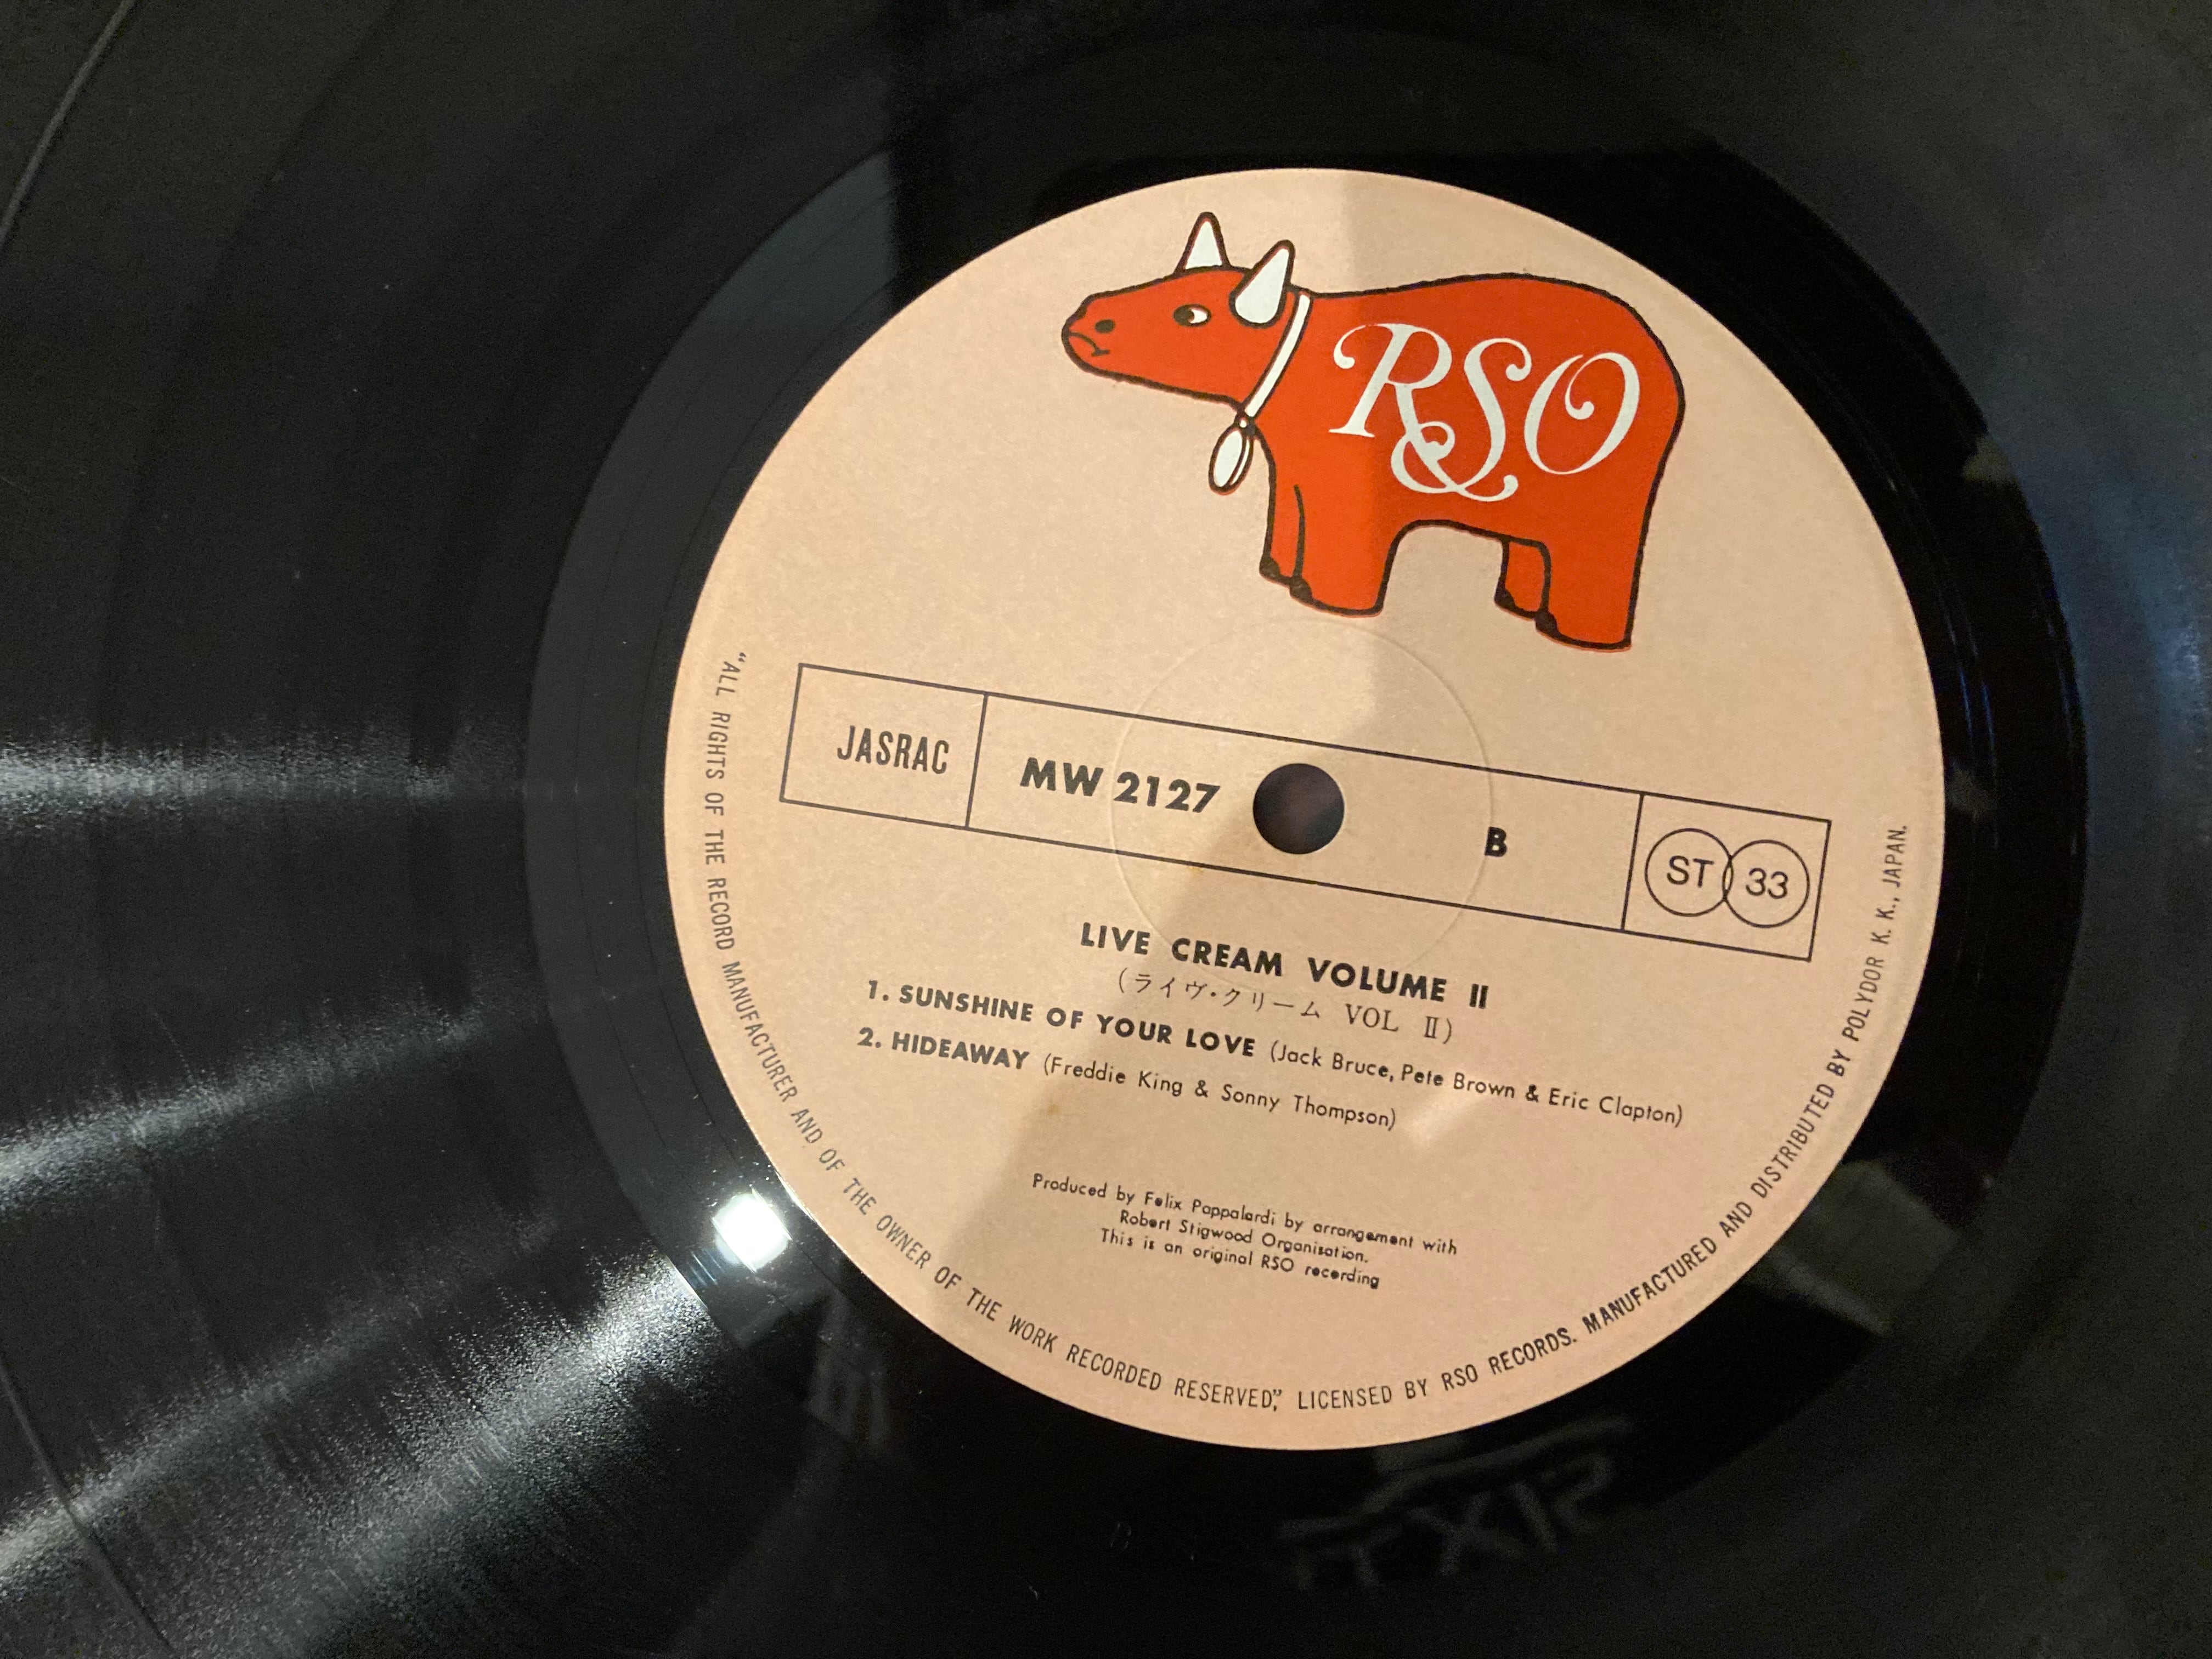 RSO
JASRAC
MW 2127
B
ST 33
LIVE CREAM VOLUME II
(ライヴ・クリーム VOL II)
1. SUNSHINE OF YOUR LOVE (Jack Bruce, Pete Brown & Eric Clapton)
2. HIDEAWAY (Freddie King & Sonny Thompson)
Produced by Felix Pappalardi by arrangement with
Robert Stigwood Organisation.
This is an original RSO recording
"ALL RIGHTS OF THE RECORD MANUFACTURER AND OF THE OWNER OF THE WORK RECORDED RESERVED", LICENSED BY RSO RECORDS. MANUFACTURED AND DISTRIBUTED BY POLYDOR K. K., JAPAN.